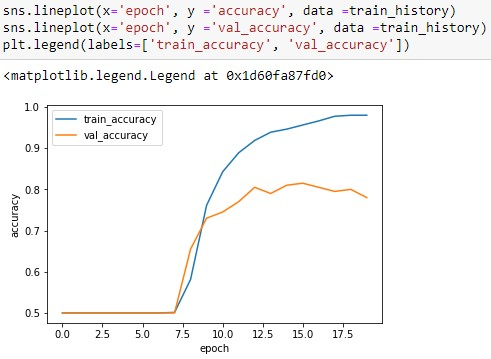 sns.lineplot(x='epoch', y ='accuracy', data =train_history)
sns.lineplot(x='epoch', y ='val_accuracy', data =train_history)
plt.legend(labels=['train_accuracy', 'val_accuracy'])
<matplotlib.legend.Legend at 0x1d60fa87fd0>
train_accuracy
val_accuracy
1.0
0.9
0.8
0.7
0.6
0.5
accuracy
0.0 2.5 5.0 7.5 10.0 12.5 15.0 17.5
epoch